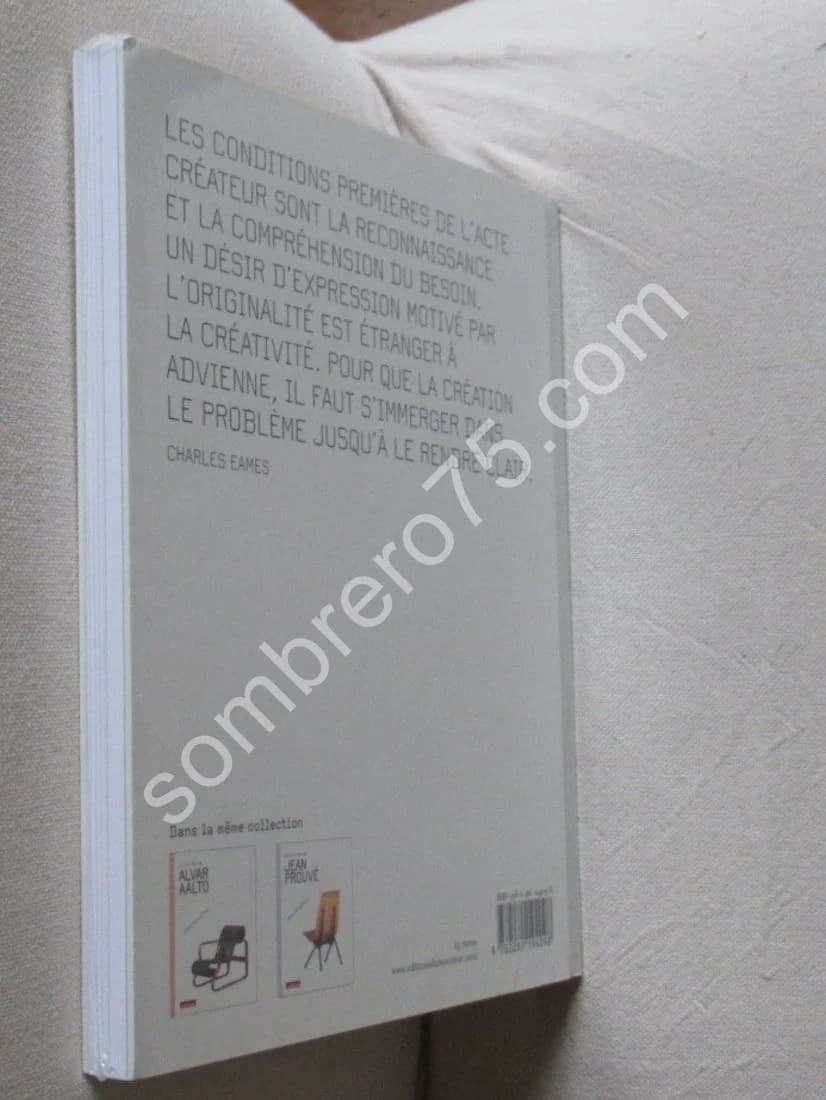 LES CONDITIONS PREMIÈRES DE L'ACTE
CRÉATEUR SONT LA RECONNAISSANCE
ET LA COMPRÉHENSION DU BESOIN.
UN DÉSIR D'EXPRESSION MOTIVÉ PAR
L'ORIGINALITÉ EST ÉTRANGER À
LA CRÉATIVITÉ. POUR QUE LA CRÉATION
ADVIENNE, IL FAUT S'IMMERGER DANS
LE PROBLÈME JUSQU'À LE RENDRE CLAIR.
CHARLES EAMES
sombrero75.com
Dans la même collection
ALVAR
AALTO
JEAN
PROUVÉ